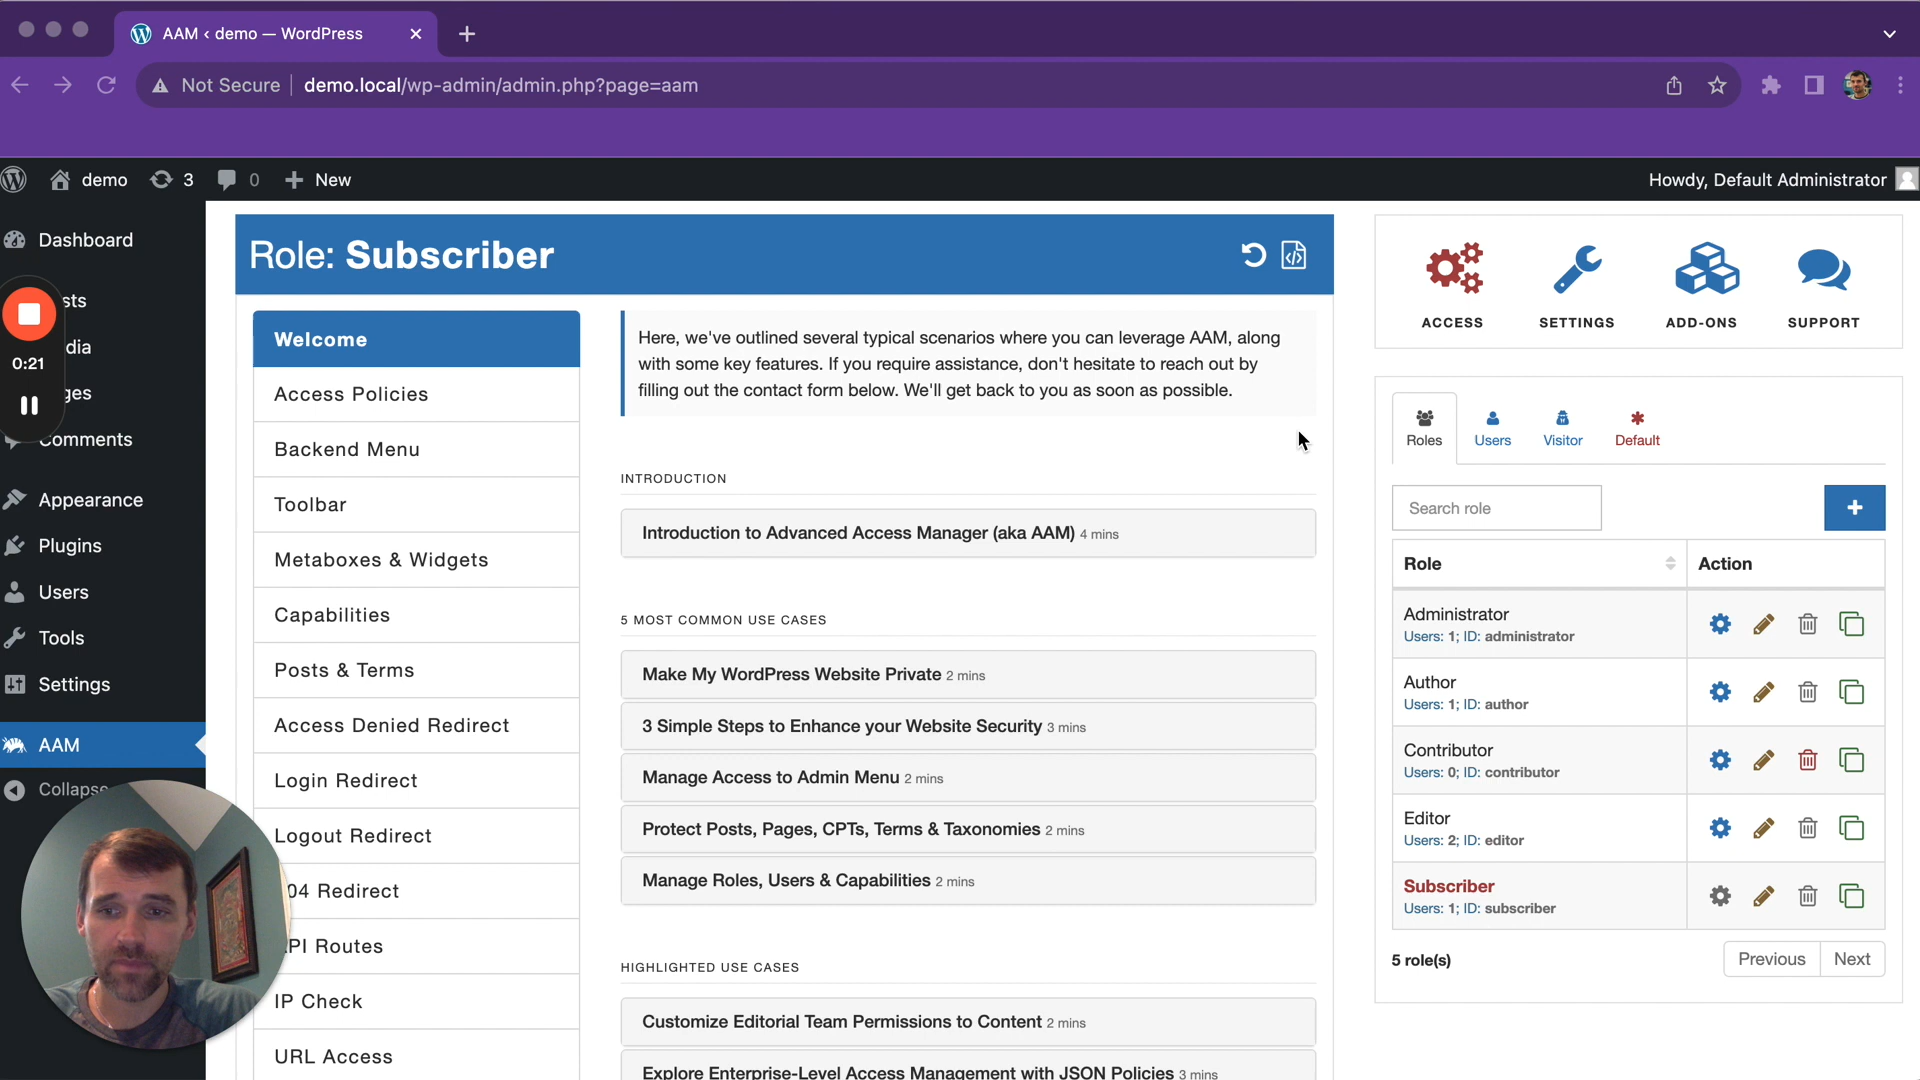 AAM ‹ demo — WordPress
Not Secure
demo.local/wp-admin/admin.php?page=aam
demo
3
0
New
Howdy, Default Administrator
Dashboard
sts
0:21
dia
ges
Comments
Appearance
Plugins
Users
Tools
Settings
AAM
Collapse
Role: Subscriber
Welcome
Access Policies
Backend Menu
Toolbar
Metaboxes & Widgets
Capabilities
Posts & Terms
Access Denied Redirect
Login Redirect
Logout Redirect
04 Redirect
PI Routes
IP Check
URL Access
Here, we've outlined several typical scenarios where you can leverage AAM, along
with some key features. If you require assistance, don't hesitate to reach out by
filling out the contact form below. We'll get back to you as soon as possible.
INTRODUCTION
Introduction to Advanced Access Manager (aka AAM) 4 mins
5 MOST COMMON USE CASES
Make My WordPress Website Private 2 mins
3 Simple Steps to Enhance your Website Security 3 mins
Manage Access to Admin Menu 2 mins
Protect Posts, Pages, CPTs, Terms & Taxonomies 2 mins
Manage Roles, Users & Capabilities 2 mins
HIGHLIGHTED USE CASES
Customize Editorial Team Permissions to Content 2 mins
Explore Enterprise-Level Access Management with JSON Policies 3 mins
ACCESS
SETTINGS
ADD-ONS
SUPPORT
Roles
Users
Visitor
Default
Search role
Role
Action
Administrator
Users: 1; ID: administrator
Author
Users: 1; ID: author
Contributor
Users: 0; ID: contributor
Editor
Users: 2; ID: editor
Subscriber
Users: 1; ID: subscriber
5 role(s)
Previous
Next